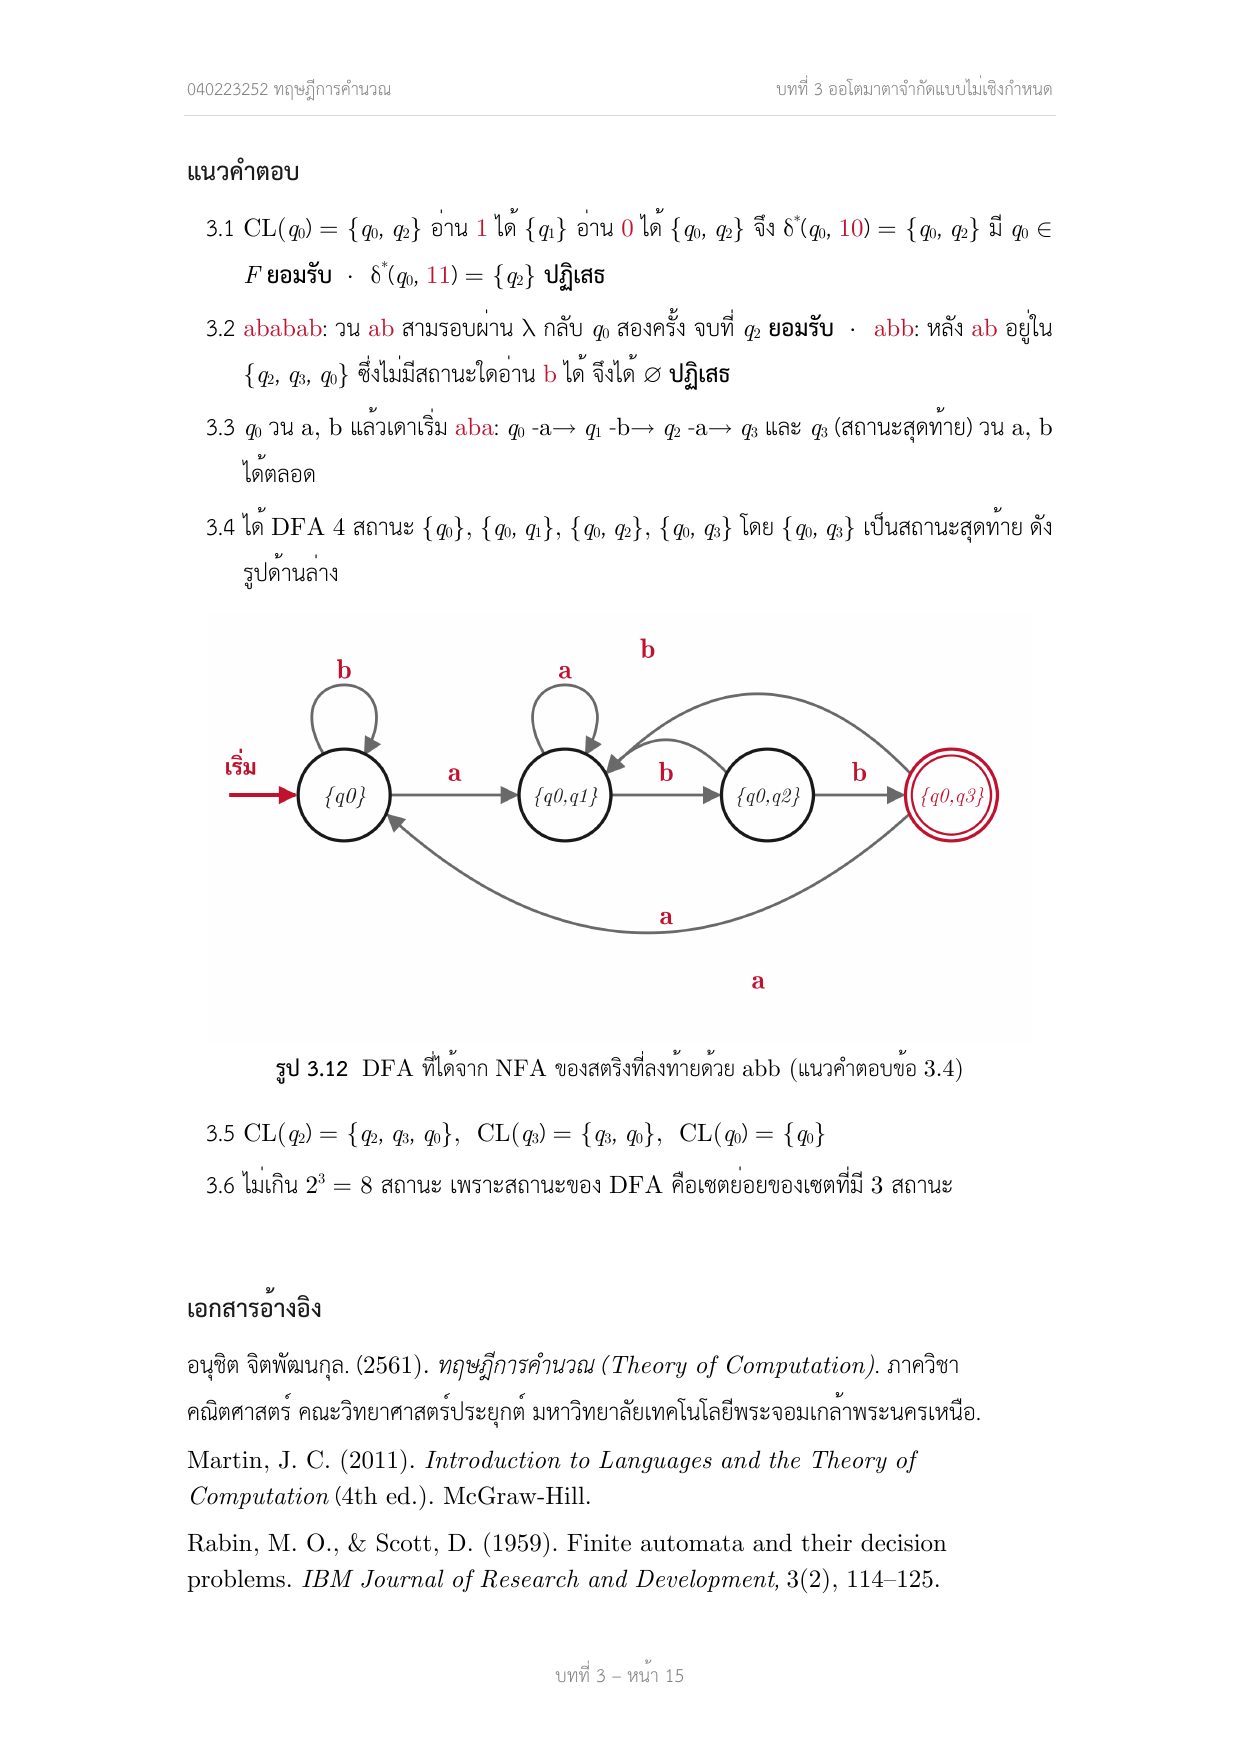 040223252 ทฤษฎีการคำนวณ บทที่ 3 ออโตมาตาจำกัดแบบไม่เชิงกำหนด
แนวคำตอบ
3.1 CL(q₀) = {q₀, q₂} อ่าน 1 ได้ {q₁} อ่าน 0 ได้ {q₀, q₂} จึง δ*(q₀, 10) = {q₀, q₂} มี q₀ ∈
F ยอมรับ · δ*(q₀, 11) = {q₂} ปฏิเสธ
3.2 ababab: วน ab สามรอบผ่าน λ กลับ q₀ สองครั้ง จบที่ q₂ ยอมรับ · abb: หลัง ab อยู่ใน
{q₂, q₃, q₀} ซึ่งไม่มีสถานะใดอ่าน b ได้ จึงได้ ∅ ปฏิเสธ
3.3 q₀ วน a, b แล้วเดาเริ่ม aba: q₀ -a→ q₁ -b→ q₂ -a→ q₃ และ q₃ (สถานะสุดท้าย) วน a, b
ได้ตลอด
3.4 ได้ DFA 4 สถานะ {q₀}, {q₀, q₁}, {q₀, q₂}, {q₀, q₃} โดย {q₀, q₃} เป็นสถานะสุดท้าย ดัง
รูปด้านล่าง
b
b a
เริ่ม a b b
{q0} {q0,q1} {q0,q2} {q0,q3}
a
a
รูป 3.12 DFA ที่ได้จาก NFA ของสตริงที่ลงท้ายด้วย abb (แนวคำตอบข้อ 3.4)
3.5 CL(q₂) = {q₂, q₃, q₀}, CL(q₃) = {q₃, q₀}, CL(q₀) = {q₀}
3.6 ไม่เกิน 2³ = 8 สถานะ เพราะสถานะของ DFA คือเซตย่อยของเซตที่มี 3 สถานะ
เอกสารอ้างอิง
อนุชิต จิตพัฒนกุล. (2561). ทฤษฎีการคำนวณ (Theory of Computation). ภาควิชา
คณิตศาสตร์ คณะวิทยาศาสตร์ประยุกต์ มหาวิทยาลัยเทคโนโลยีพระจอมเกล้าพระนครเหนือ.
Martin, J. C. (2011). Introduction to Languages and the Theory of
Computation (4th ed.). McGraw-Hill.
Rabin, M. O., & Scott, D. (1959). Finite automata and their decision
problems. IBM Journal of Research and Development, 3(2), 114–125.
บทที่ 3 – หน้า 15